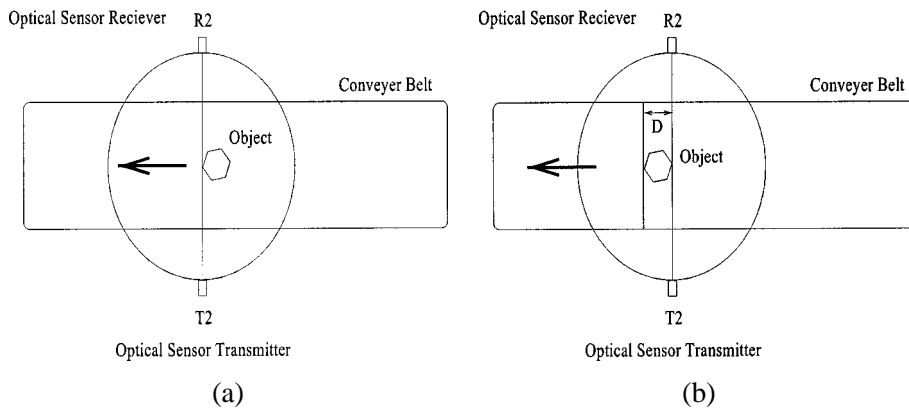 Optical Sensor Reciever
R2
Conveyer Belt
Object
T2
Optical Sensor Transmitter
(a)
Optical Sensor Reciever
R2
Conveyer Belt
D
Object
T2
Optical Sensor Transmitter
(b)